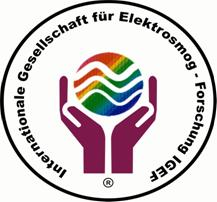 Internationale Gesellschaft für Elektrosmog - Forschung IGEF
®